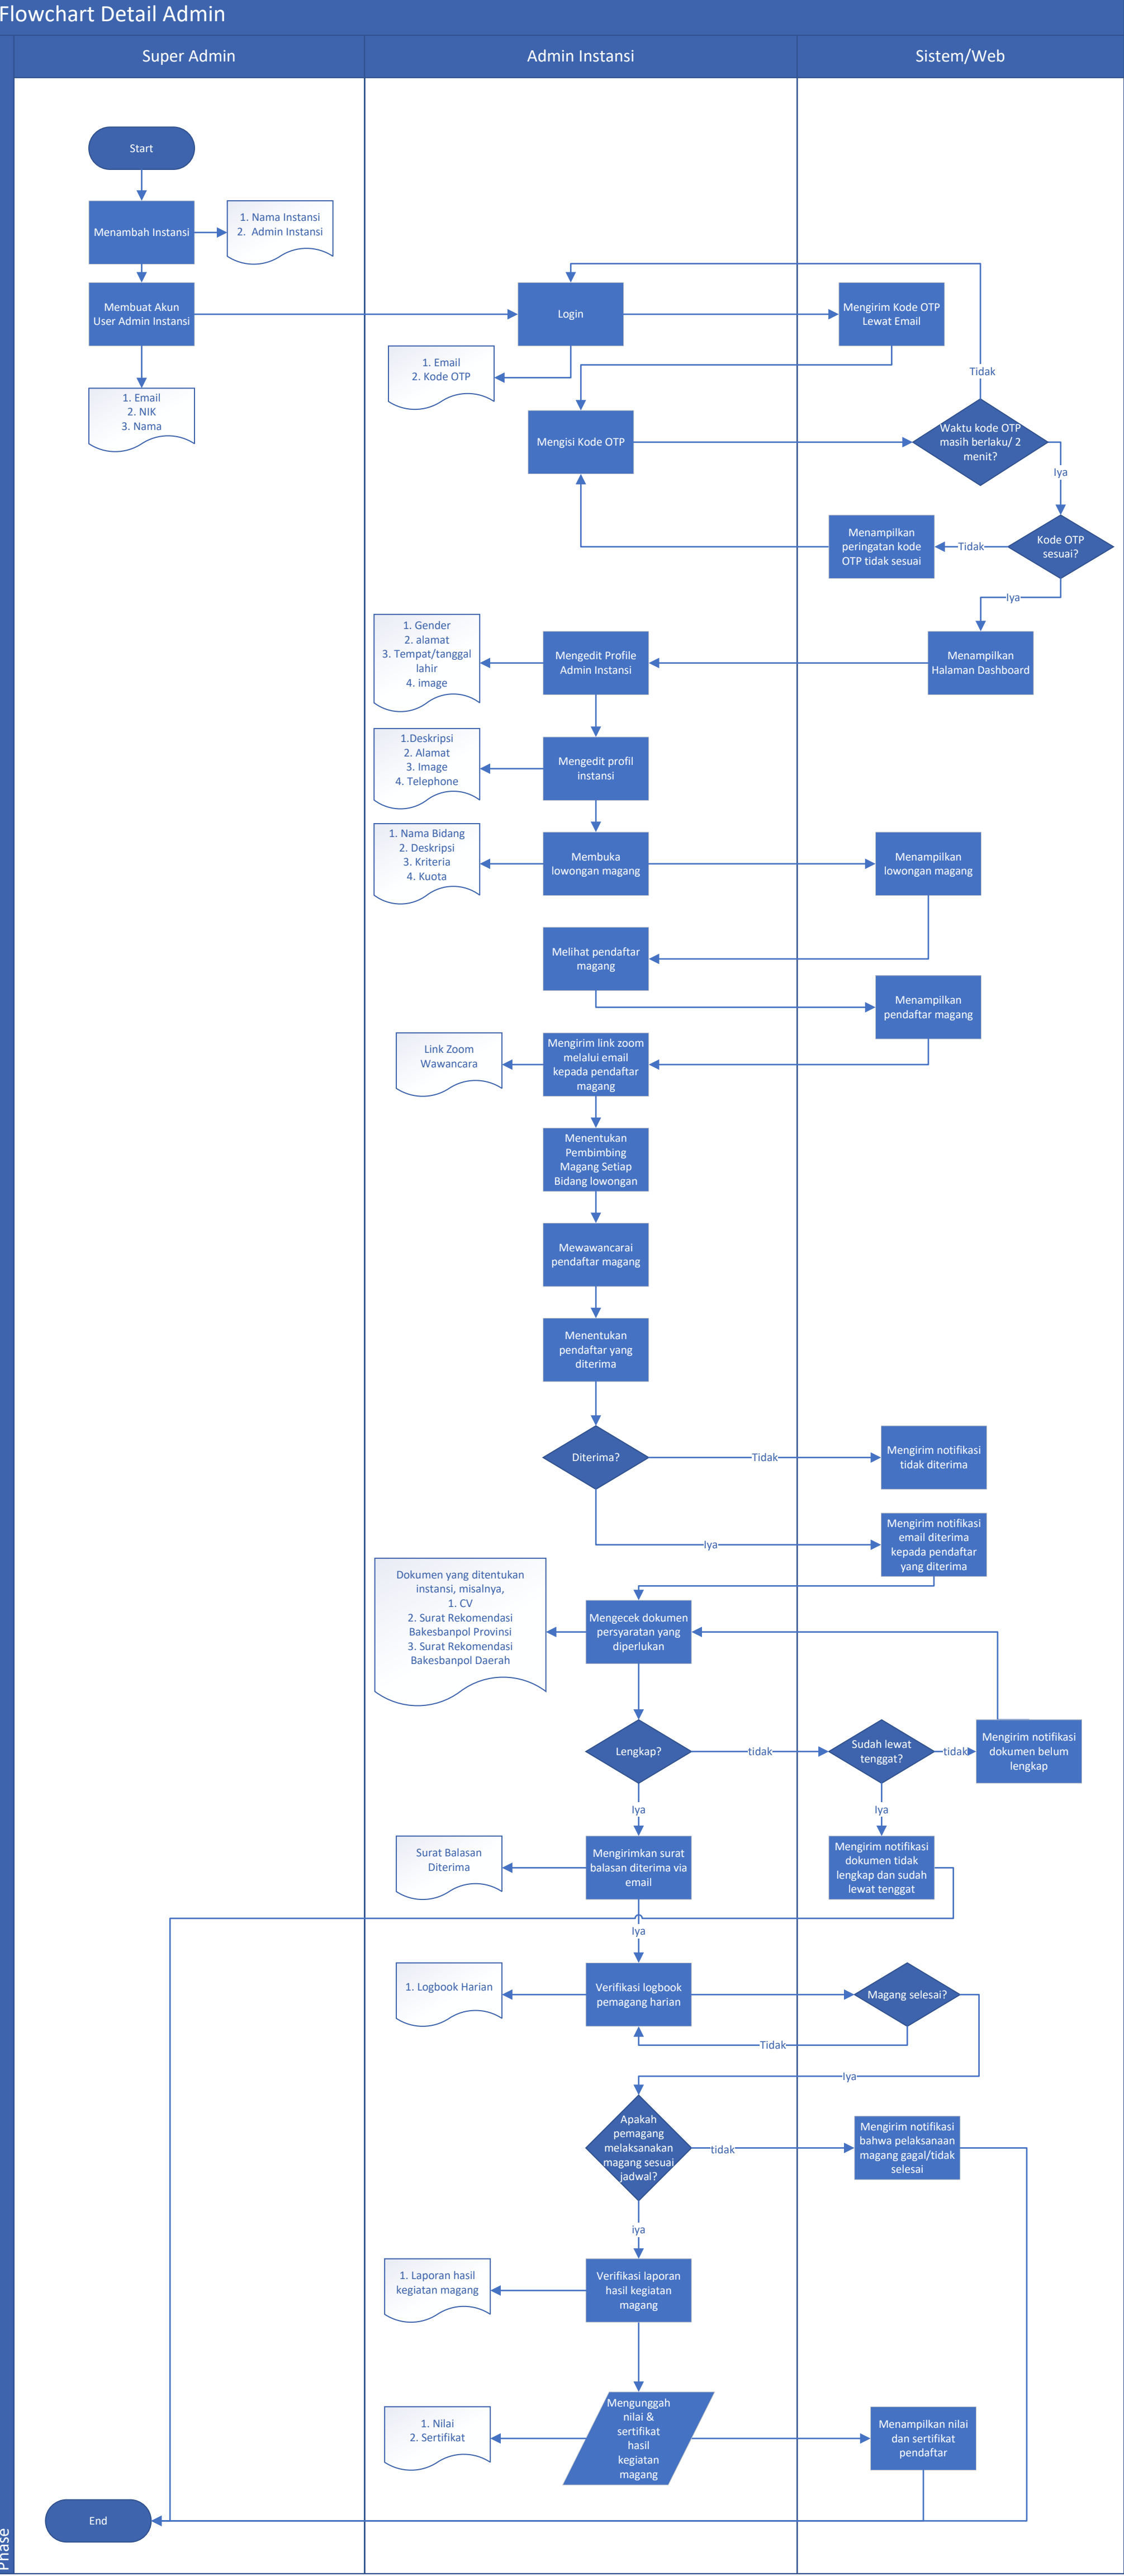 Flowchart Detail Admin
Super Admin
Admin Instansi
Sistem/Web
Start
Menambah Instansi
1. Nama Instansi
2. Admin Instansi
Membuat Akun
User Admin Instansi
Login
Mengirim Kode OTP
Lewat Email
1. Email
2. Kode OTP
Tidak
1. Email
2. NIK
3. Nama
Mengisi Kode OTP
Waktu kode OTP
masih berlaku/ 2
menit?
Iya
Menampilkan
peringatan kode
OTP tidak sesuai
Tidak
Kode OTP
sesuai?
Iya
1. Gender
2. alamat
3. Tempat/tanggal
lahir
4. image
Mengedit Profile
Admin Instansi
Menampilkan
Halaman Dashboard
1.Deskripsi
2. Alamat
3. Image
4. Telephone
Mengedit profil
instansi
1. Nama Bidang
2. Deskripsi
3. Kriteria
4. Kuota
Membuka
lowongan magang
Menampilkan
lowongan magang
Melihat pendaftar
magang
Menampilkan
pendaftar magang
Link Zoom
Wawancara
Mengirim link zoom
melalui email
kepada pendaftar
magang
Menentukan
Pembimbing
Magang Setiap
Bidang lowongan
Mewawancarai
pendaftar magang
Menentukan
pendaftar yang
diterima
Diterima?
Tidak
Mengirim notifikasi
tidak diterima
Iya
Mengirim notifikasi
email diterima
kepada pendaftar
yang diterima
Dokumen yang ditentukan
instansi, misalnya,
1. CV
2. Surat Rekomendasi
Bakesbanpol Provinsi
3. Surat Rekomendasi
Bakesbanpol Daerah
Mengecek dokumen
persyaratan yang
diperlukan
Lengkap?
tidak
Sudah lewat
tenggat?
tidak
Mengirim notifikasi
dokumen belum
lengkap
Iya
Iya
Surat Balasan
Diterima
Mengirimkan surat
balasan diterima via
email
Mengirim notifikasi
dokumen tidak
lengkap dan sudah
lewat tenggat
Iya
1. Logbook Harian
Verifikasi logbook
pemagang harian
Magang selesai?
Tidak
Iya
Apakah
pemagang
melaksanakan
magang sesuai
jadwal?
tidak
Mengirim notifikasi
bahwa pelaksanaan
magang gagal/tidak
selesai
iya
1. Laporan hasil
kegiatan magang
Verifikasi laporan
hasil kegiatan
magang
1. Nilai
2. Sertifikat
Mengunggah
nilai &
sertifikat
hasil
kegiatan
magang
Menampilkan nilai
dan sertifikat
pendaftar
End
Phase